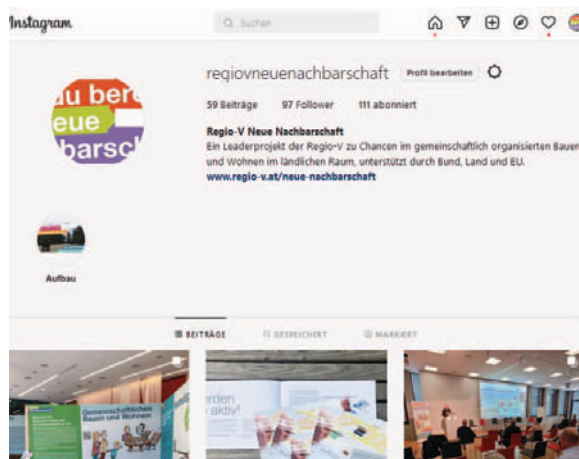 Instagram
Suchen
regiovneuenachbarschaft Profil bearbeiten
59 Beiträge 97 Follower 111 abonniert
Regio-V Neue Nachbarschaft
Ein Leaderprojekt der Regio-V zu Chancen im gemeinschaftlich organisierten Bauen
und Wohnen im ländlichen Raum, unterstützt durch Bund, Land und EU.
www.regio-v.at/neue-nachbarschaft
au bere
eue
barsch
Aufbau
BEITRÄGE GESPEICHERT MARKIERT
Gemeinschaftliches
Bauen und Wohnen
erden
aktiv!